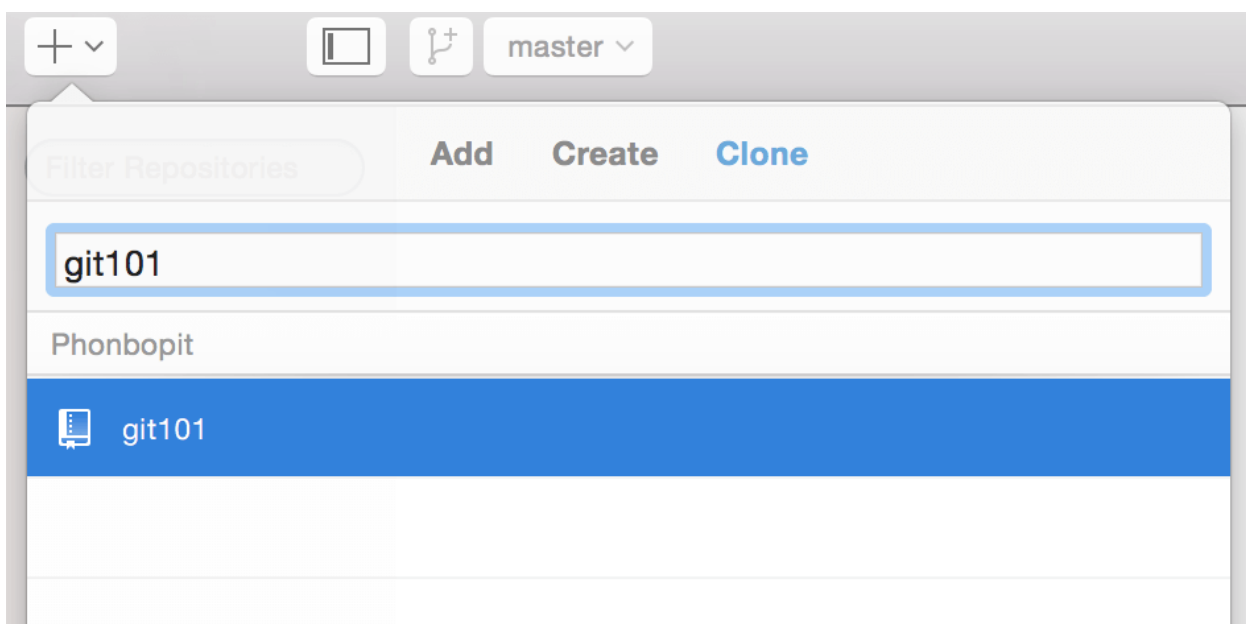 master
Filter Repositories
Add Create Clone
git101
Phonbopit
git101